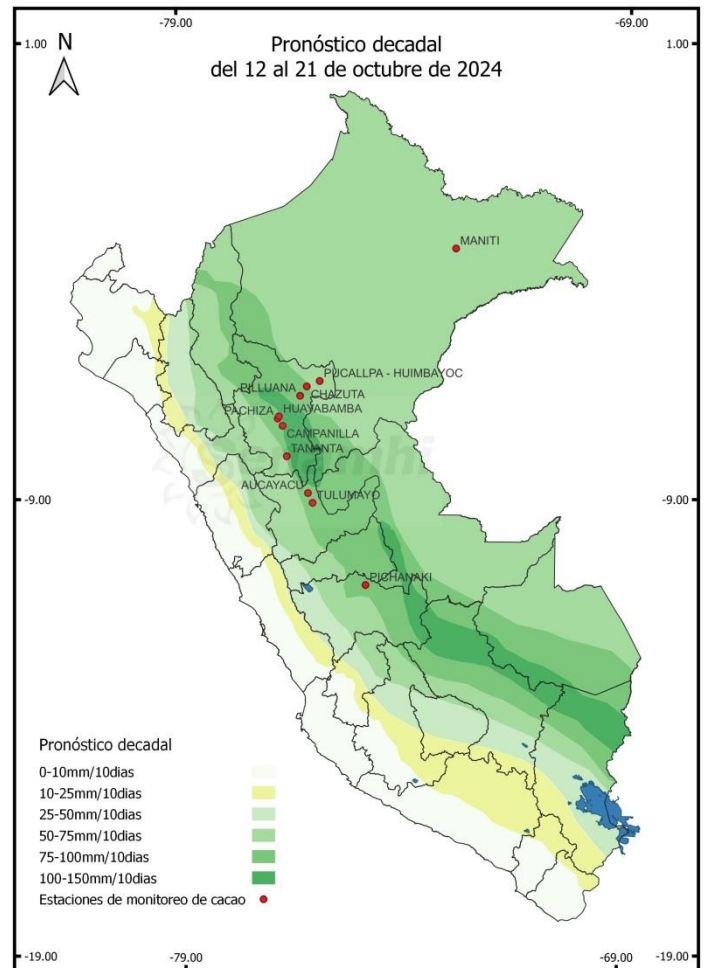 -79.00
-69.00
1.00
1.00
N
Pronóstico decadal
del 12 al 21 de octubre de 2024
MANITI
PUCALLPA - HUIMBAYOC
PILLUANA
CHAZUTA
PACHIZA
HUAYABAMBA
CAMPANILLA
TANANTA
Senamhi
AUCAYACU
TULUMAYO
-9.00
-9.00
PICHANAKI
Pronóstico decadal
0-10mm/10dias
10-25mm/10dias
25-50mm/10dias
50-75mm/10dias
75-100mm/10dias
100-150mm/10dias
Estaciones de monitoreo de cacao
-19.00
-19.00
-79.00
-69.00